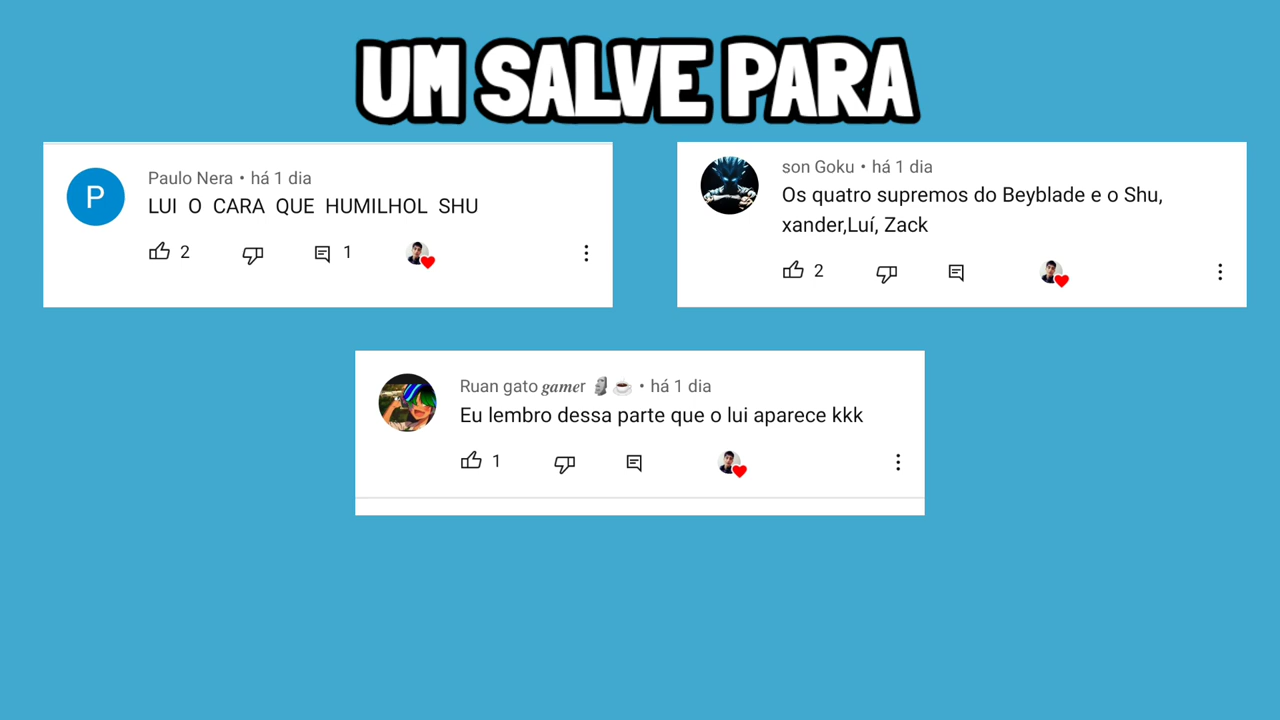 UM SALVE PARA
P
Paulo Nera • há 1 dia
LUI O CARA QUE HUMILHOL SHU
2
1
son Goku • há 1 dia
Os quatro supremos do Beyblade e o Shu,
xander,Luí, Zack
2
Ruan gato 𝒈𝒂𝒎𝒆r 🗿☕ • há 1 dia
Eu lembro dessa parte que o lui aparece kkk
1